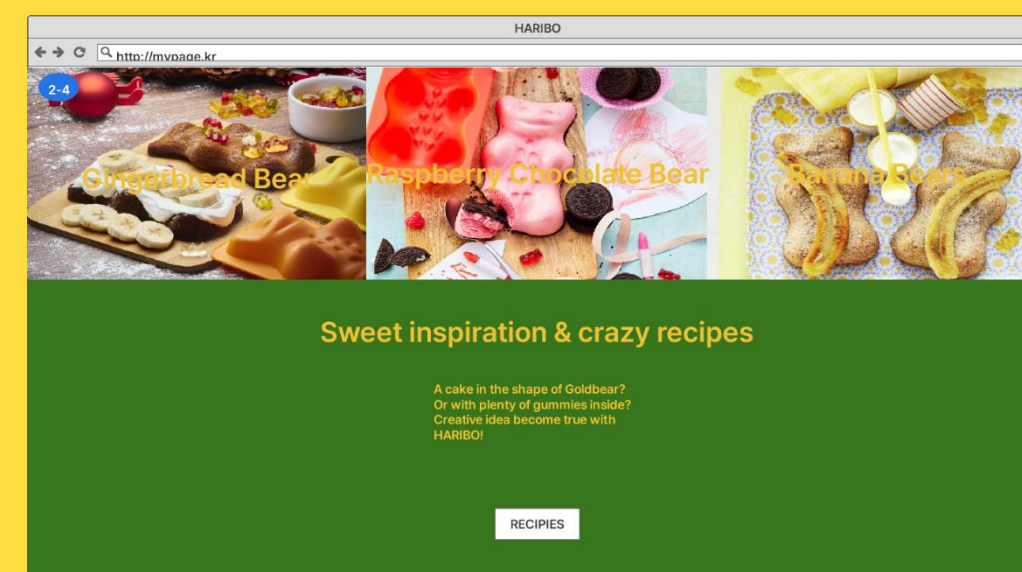 HARIBO
http://mypage.kr
2-4
Gingerbread Bear
Raspberry Chocolate Bear
Banana Bears
Sweet inspiration & crazy recipes
A cake in the shape of Goldbear?
Or with plenty of gummies inside?
Creative idea become true with
HARIBO!
RECIPIES